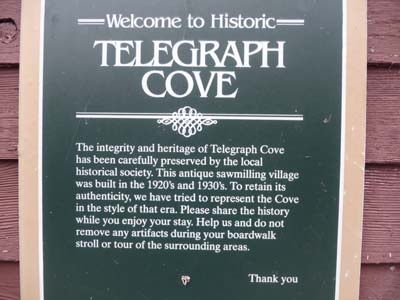 Welcome to Historic
TELEGRAPH
COVE
The integrity and heritage of Telegraph Cove
has been carefully preserved by the local
historical society. This antique sawmilling village
was built in the 1920's and 1930's. To retain its
authenticity, we have tried to represent the Cove
in the style of that era. Please share the history
while you enjoy your stay. Help us and do not
remove any artifacts during your boardwalk
stroll or tour of the surrounding areas.
Thank you